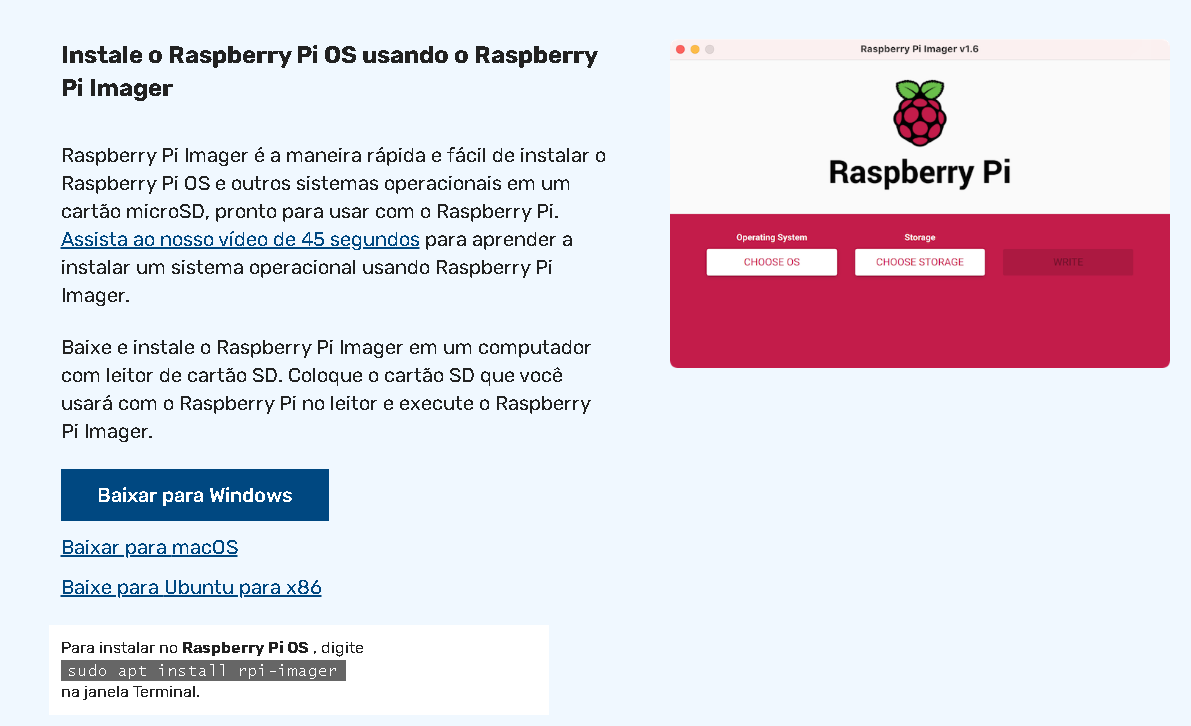 Instale o Raspberry Pi OS usando o Raspberry
Pi Imager
Raspberry Pi Imager é a maneira rápida e fácil de instalar o
Raspberry Pi OS e outros sistemas operacionais em um
cartão microSD, pronto para usar com o Raspberry Pi.
Assista ao nosso vídeo de 45 segundos para aprender a
instalar um sistema operacional usando Raspberry Pi
Imager.
Baixe e instale o Raspberry Pi Imager em um computador
com leitor de cartão SD. Coloque o cartão SD que você
usará com o Raspberry Pi no leitor e execute o Raspberry
Pi Imager.
Baixar para Windows
Baixar para macOS
Baixe para Ubuntu para x86
Para instalar no Raspberry Pi OS , digite
sudo apt install rpi-imager
na janela Terminal.
Raspberry Pi Imager v1.6
Raspberry Pi
Operating System
Storage
CHOOSE OS
CHOOSE STORAGE
WRITE